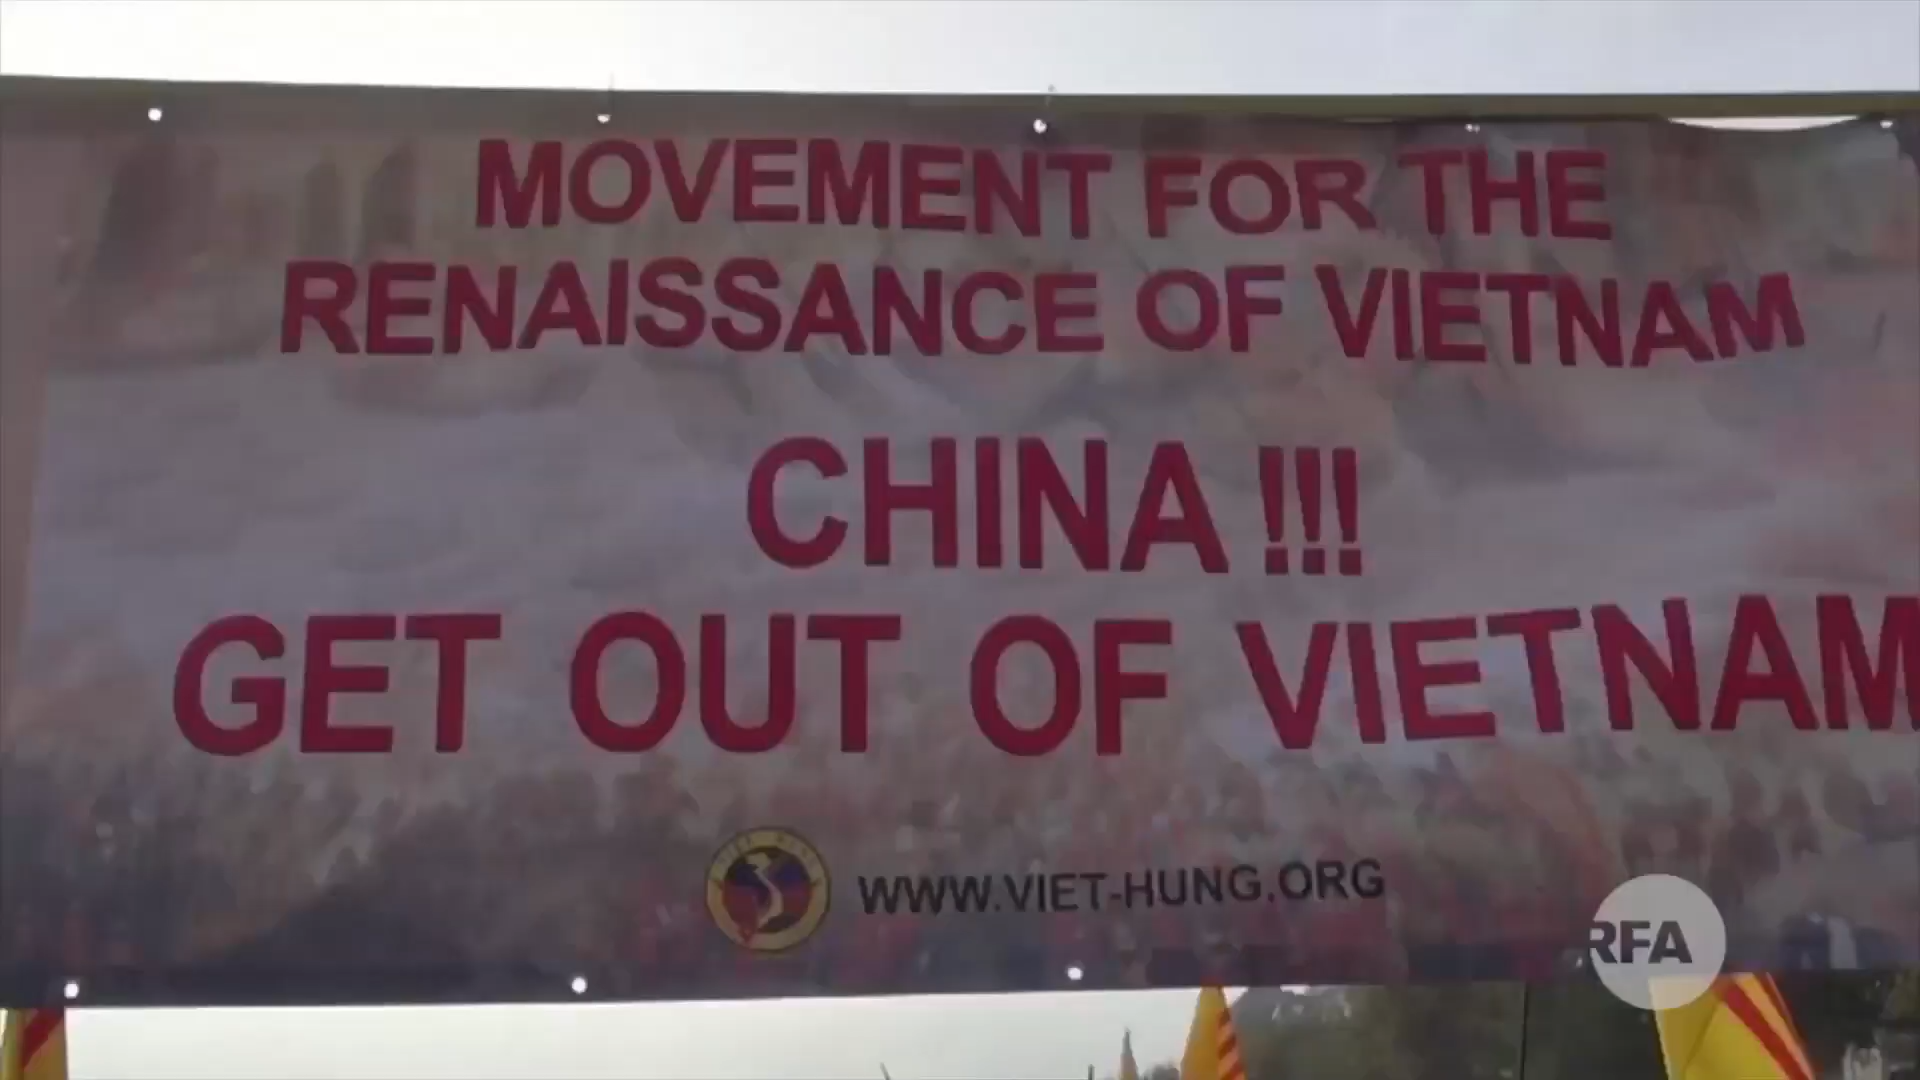 MOVEMENT FOR THE
RENAISSANCE OF VIETNAM
CHINA !!!
GET OUT OF VIETNAM
WWW.VIET-HUNG.ORG
RFA